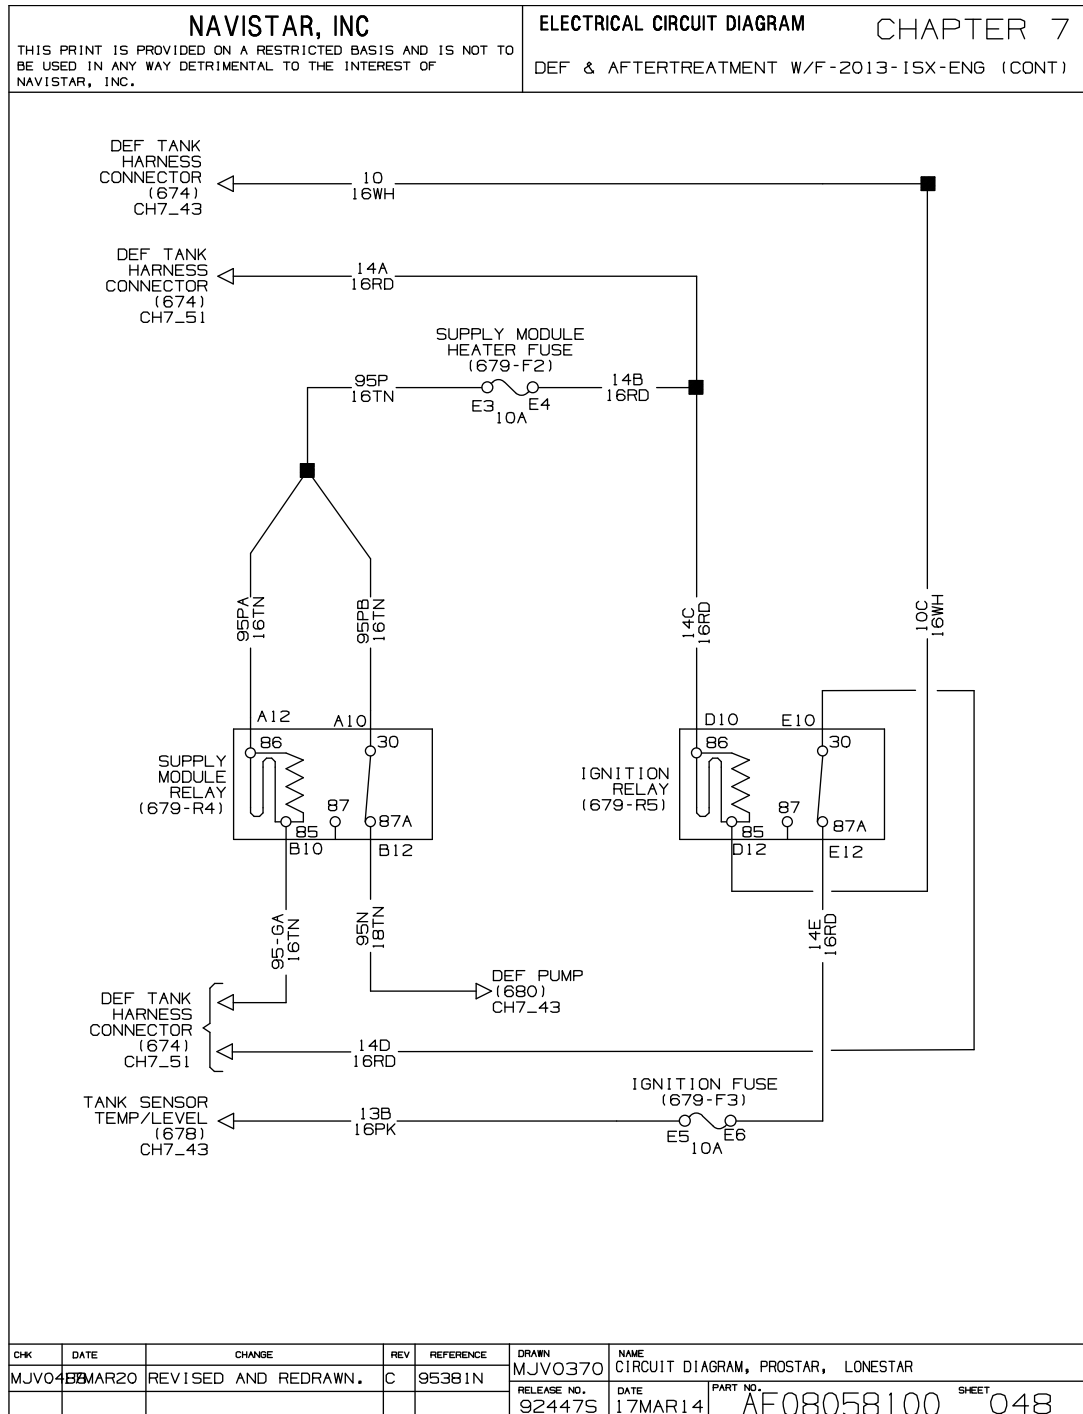 NAVISTAR, INC
THIS PRINT IS PROVIDED ON A RESTRICTED BASIS AND IS NOT TO
BE USED IN ANY WAY DETRIMENTAL TO THE INTEREST OF
NAVISTAR, INC.
ELECTRICAL CIRCUIT DIAGRAM
CHAPTER 7
DEF & AFTERTREATMENT W/F-2013-ISX-ENG (CONT)
DEF TANK
HARNESS
CONNECTOR
(674)
CH7_43
10
16WH
DEF TANK
HARNESS
CONNECTOR
(674)
CH7_51
14A
16RD
SUPPLY MODULE
HEATER FUSE
(679-F2)
95P
16TN
E3
E4
10A
14B
16RD
95PA
16TN
95PB
16TN
14C
16RD
10C
16WH
A12
A10
D10
E10
SUPPLY
MODULE
RELAY
(679-R4)
86
30
87
85
87A
B10
B12
IGNITION
RELAY
(679-R5)
86
30
87
85
87A
D12
E12
95-GA
16TN
95N
18TN
14E
16RD
DEF PUMP
(680)
CH7_43
DEF TANK
HARNESS
CONNECTOR
(674)
CH7_51
14D
16RD
IGNITION FUSE
(679-F3)
TANK SENSOR
TEMP/LEVEL
(678)
CH7_43
13B
16PK
E5
E6
10A
CHK DATE CHANGE REV REFERENCE
REVISED AND REDRAWN. C 95381N
DRAWN
MJV0370
NAME
CIRCUIT DIAGRAM, PROSTAR, LONESTAR
RELEASE NO.
92447S
DATE
17MAR14
PART NO.
AF08058100
SHEET
048